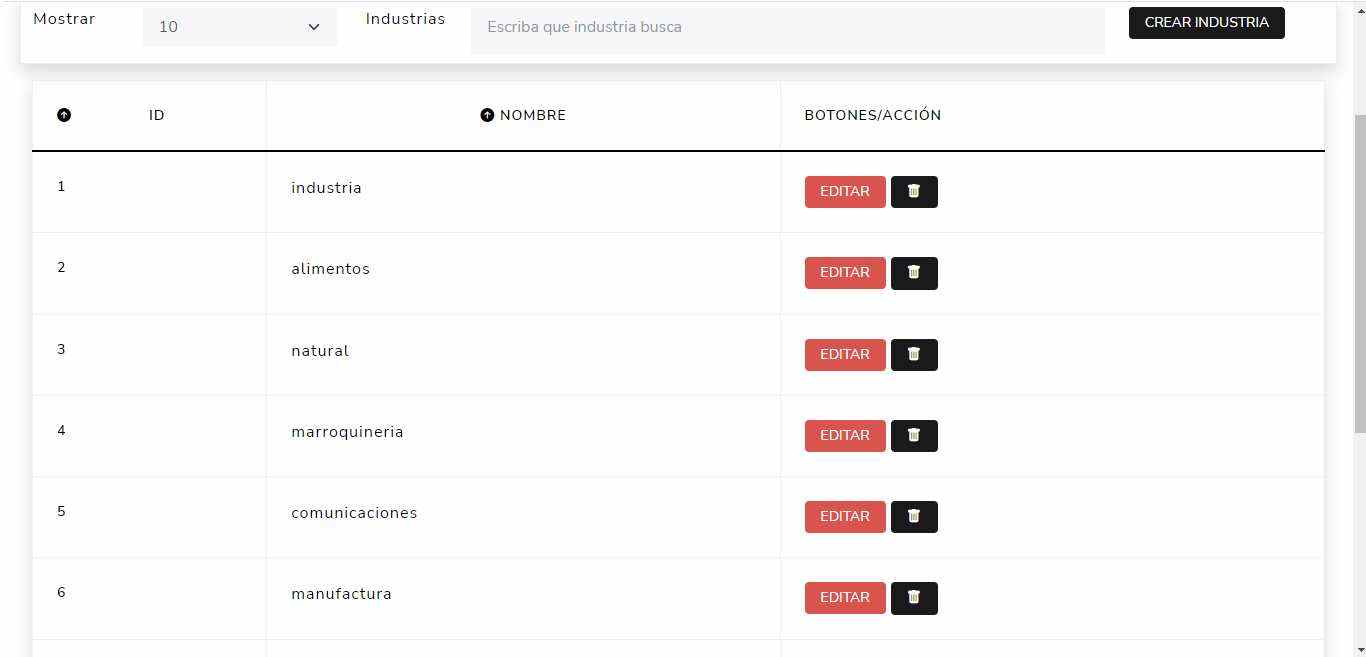 Mostrar 10 Industrias Escriba que industria busca CREAR INDUSTRIA
ID NOMBRE BOTONES/ACCIÓN
1 industria EDITAR
2 alimentos EDITAR
3 natural EDITAR
4 marroquineria EDITAR
5 comunicaciones EDITAR
6 manufactura EDITAR